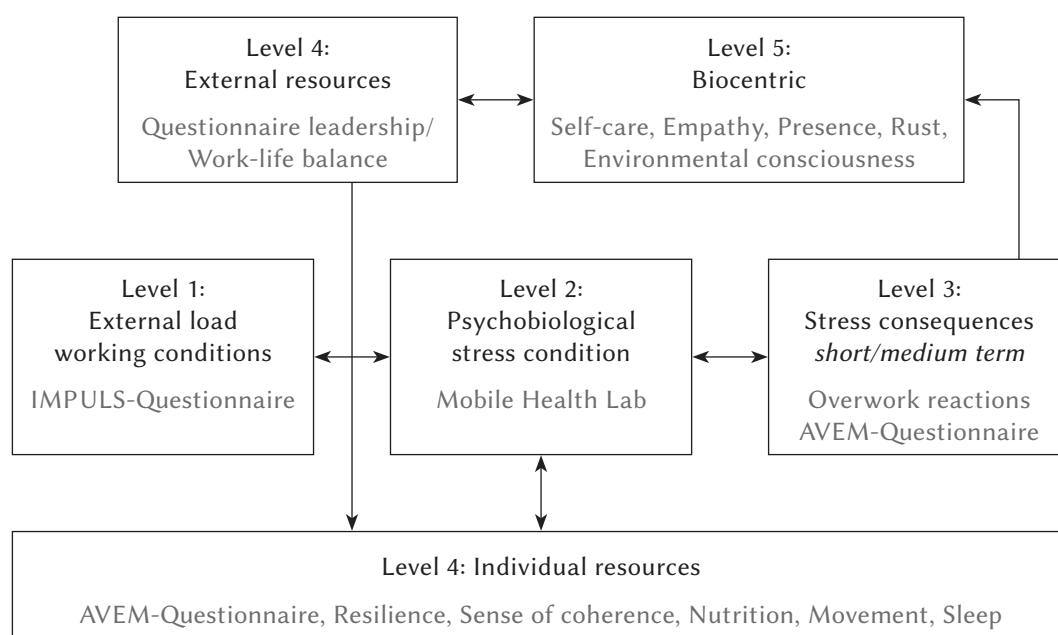 Level 4:
External resources
Questionnaire leadership/
Work-life balance
Level 5:
Biocentric
Self-care, Empathy, Presence, Rust,
Environmental consciousness
Level 1:
External load
working conditions
IMPULS-Questionnaire
Level 2:
Psychobiological
stress condition
Mobile Health Lab
Level 3:
Stress consequences
short/medium term
Overwork reactions
AVEM-Questionnaire
Level 4: Individual resources
AVEM-Questionnaire, Resilience, Sense of coherence, Nutrition, Movement, Sleep